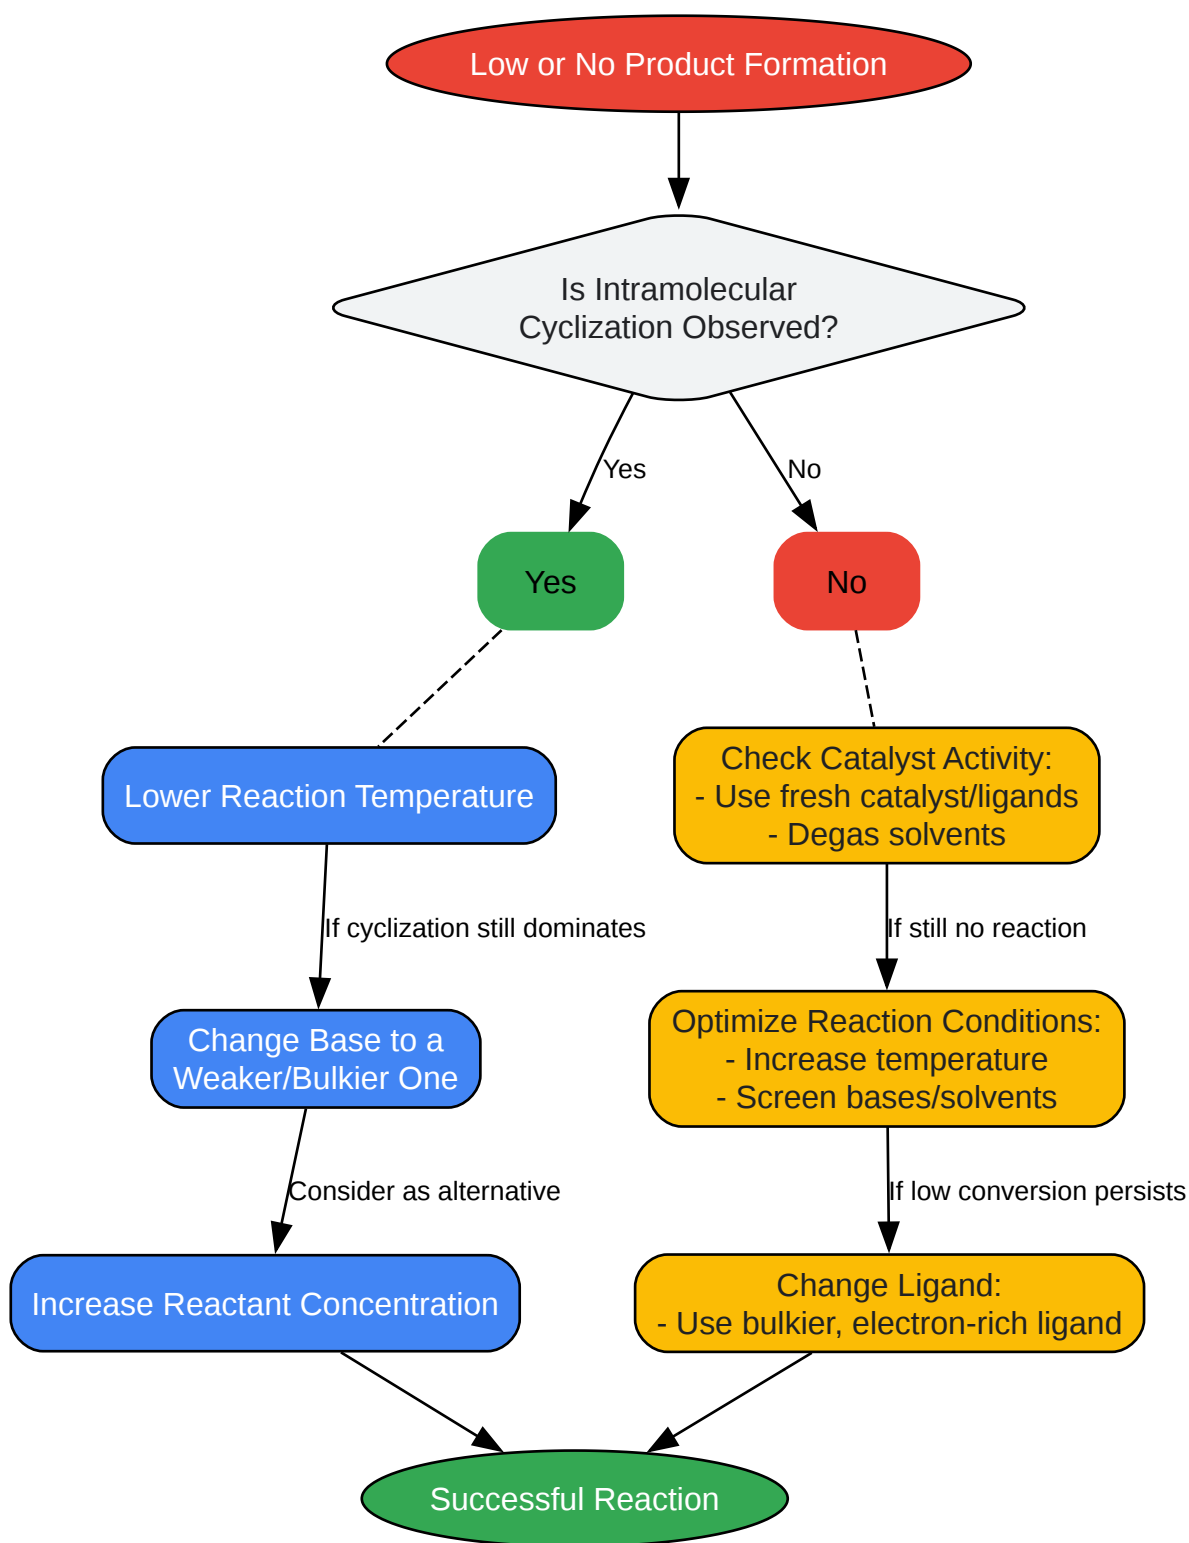 Low or No Product Formation
Is Intramolecular
Cyclization Observed?
Yes
No
Yes
No
Lower Reaction Temperature
Check Catalyst Activity:
- Use fresh catalyst/ligands
- Degas solvents
If cyclization still dominates
If still no reaction
Change Base to a
Weaker/Bulkier One
Optimize Reaction Conditions:
- Increase temperature
- Screen bases/solvents
Consider as alternative
If low conversion persists
Increase Reactant Concentration
Change Ligand:
- Use bulkier, electron-rich ligand
Successful Reaction